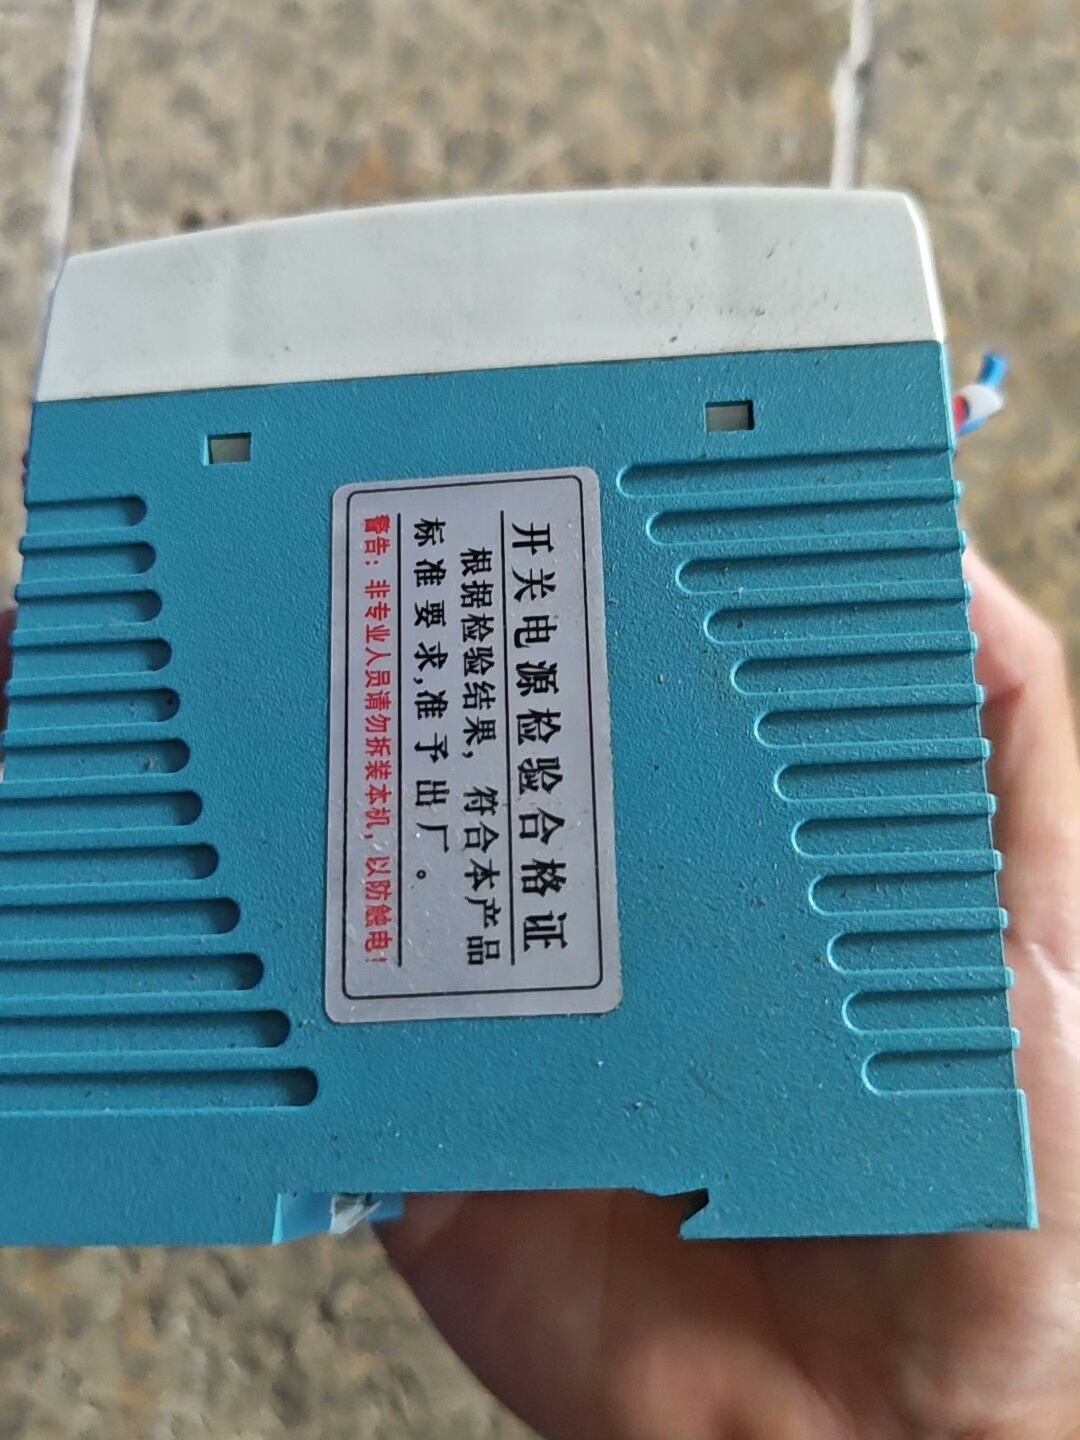 开关电源检验合格证
根据检验结果，符合本产品
标准要求，准予出厂。
警告：非专业人员请勿拆装本机，以防触电！